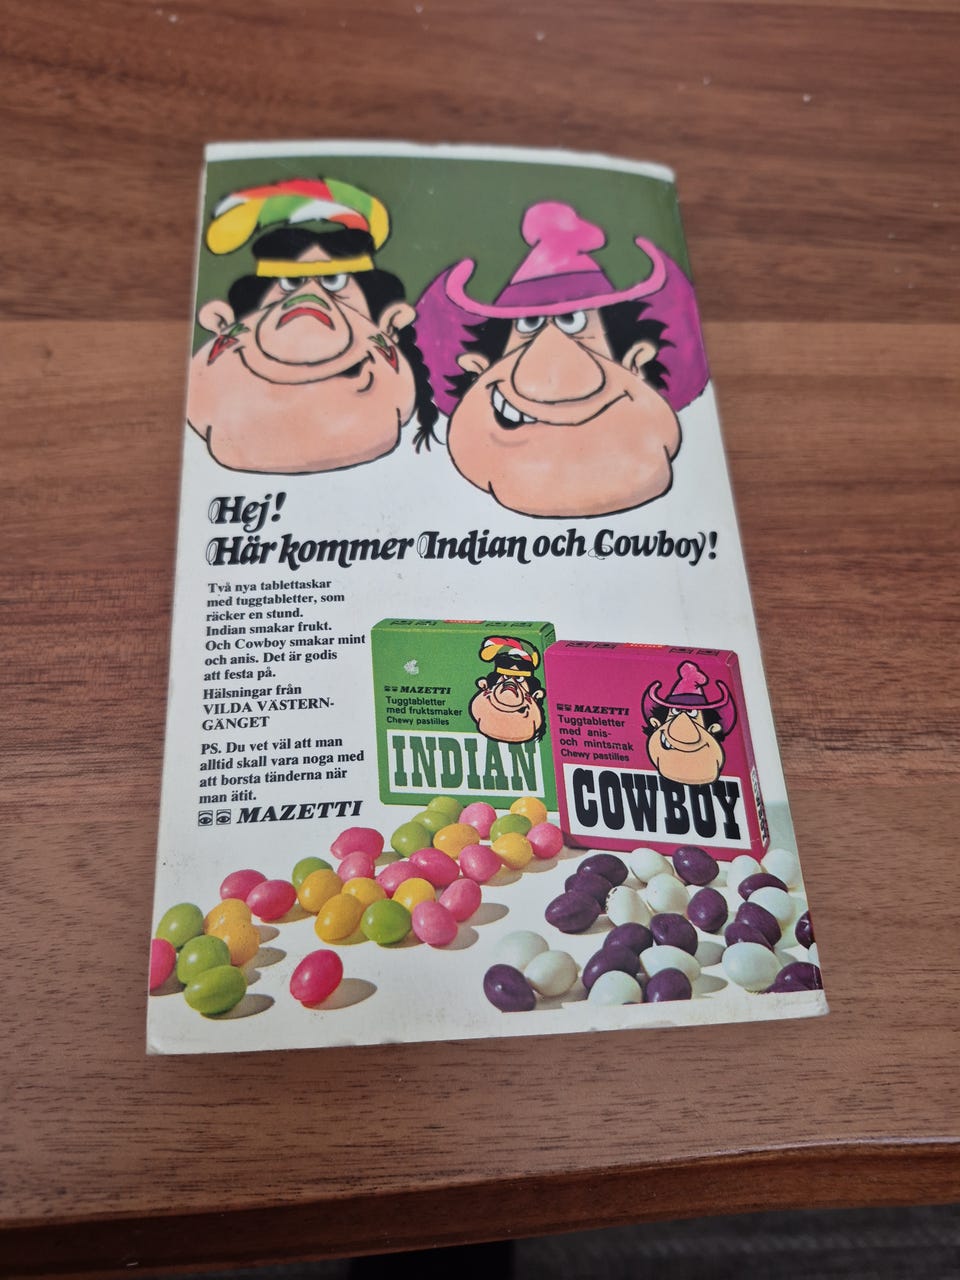 Hej!
Här kommer Indian och Cowboy!
Två nya tablettaskar
med tuggtabletter, som
räcker en stund.
Indian smakar frukt.
Och Cowboy smakar mint
och anis. Det är godis
att festa på.
Hälsningar från
VILDA VÄSTERN-
GÄNGET
PS. Du vet väl att man
alltid skall vara noga med
att borsta tänderna när
man ätit.
MAZETTI
MAZETTI
Tuggtabletter
med fruktsmaker
Chewy pastilles
INDIAN
MAZETTI
Tuggtabletter
med anis-
och mintsmak
Chewy pastilles
COWBOY